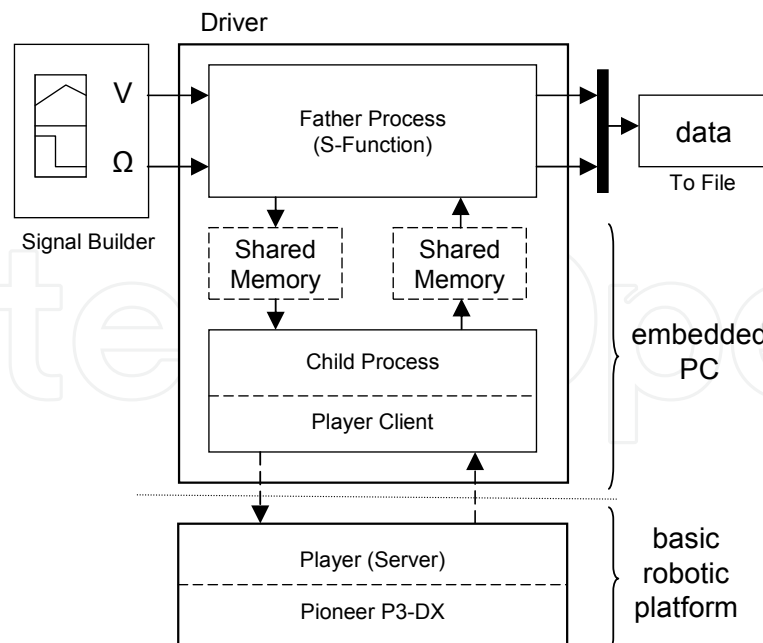 Driver
V
Ω
Signal Builder
Father Process
(S-Function)
data
To File
Shared
Memory
Shared
Memory
Child Process
Player Client
embedded
PC
Player (Server)
Pioneer P3-DX
basic
robotic
platform